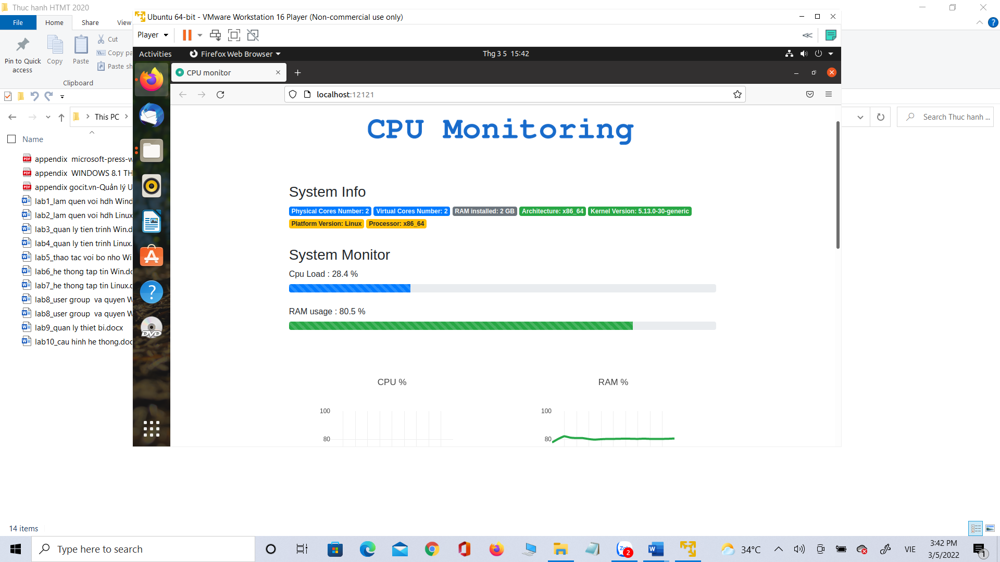 Thuc hanh HTMT 2020
File Home Share View
Pin to Quick access
Copy
Paste
Cut
Copy pa
Paste sh
Clipboard
This PC
Search Thuc hanh ...
Name
appendix microsoft-press-w
appendix WINDOWS 8.1 TH
appendix gocit.vn-Quản lý U
lab1_lam quen voi hdh Wind
lab2_lam quen voi hdh Linux
lab3_quan ly tien trinh Win.d
lab4_quan ly tien trinh Linux.
lab5_thao tac voi bo nho Wi
lab6_he thong tap tin Win.do
lab7_he thong tap tin Linux.d
lab8_user group va quyen W
lab8_user group va quyen W
lab9_quan ly thiet bi.docx
lab10_cau hinh he thong.doc
14 items
Ubuntu 64-bit - VMware Workstation 16 Player (Non-commercial use only)
Player
Activities Firefox Web Browser Thg 3 5 15:42
CPU monitor
localhost:12121
CPU Monitoring
System Info
Physical Cores Number: 2 Virtual Cores Number: 2 RAM installed: 2 GB Architecture: x86_64 Kernel Version: 5.13.0-30-generic
Platform Version: Linux Processor: x86_64
System Monitor
Cpu Load : 28.4 %
RAM usage : 80.5 %
CPU % RAM %
100 100
80 80
DVD
Type here to search
34°C
VIE
3:42 PM
3/5/2022
2
1